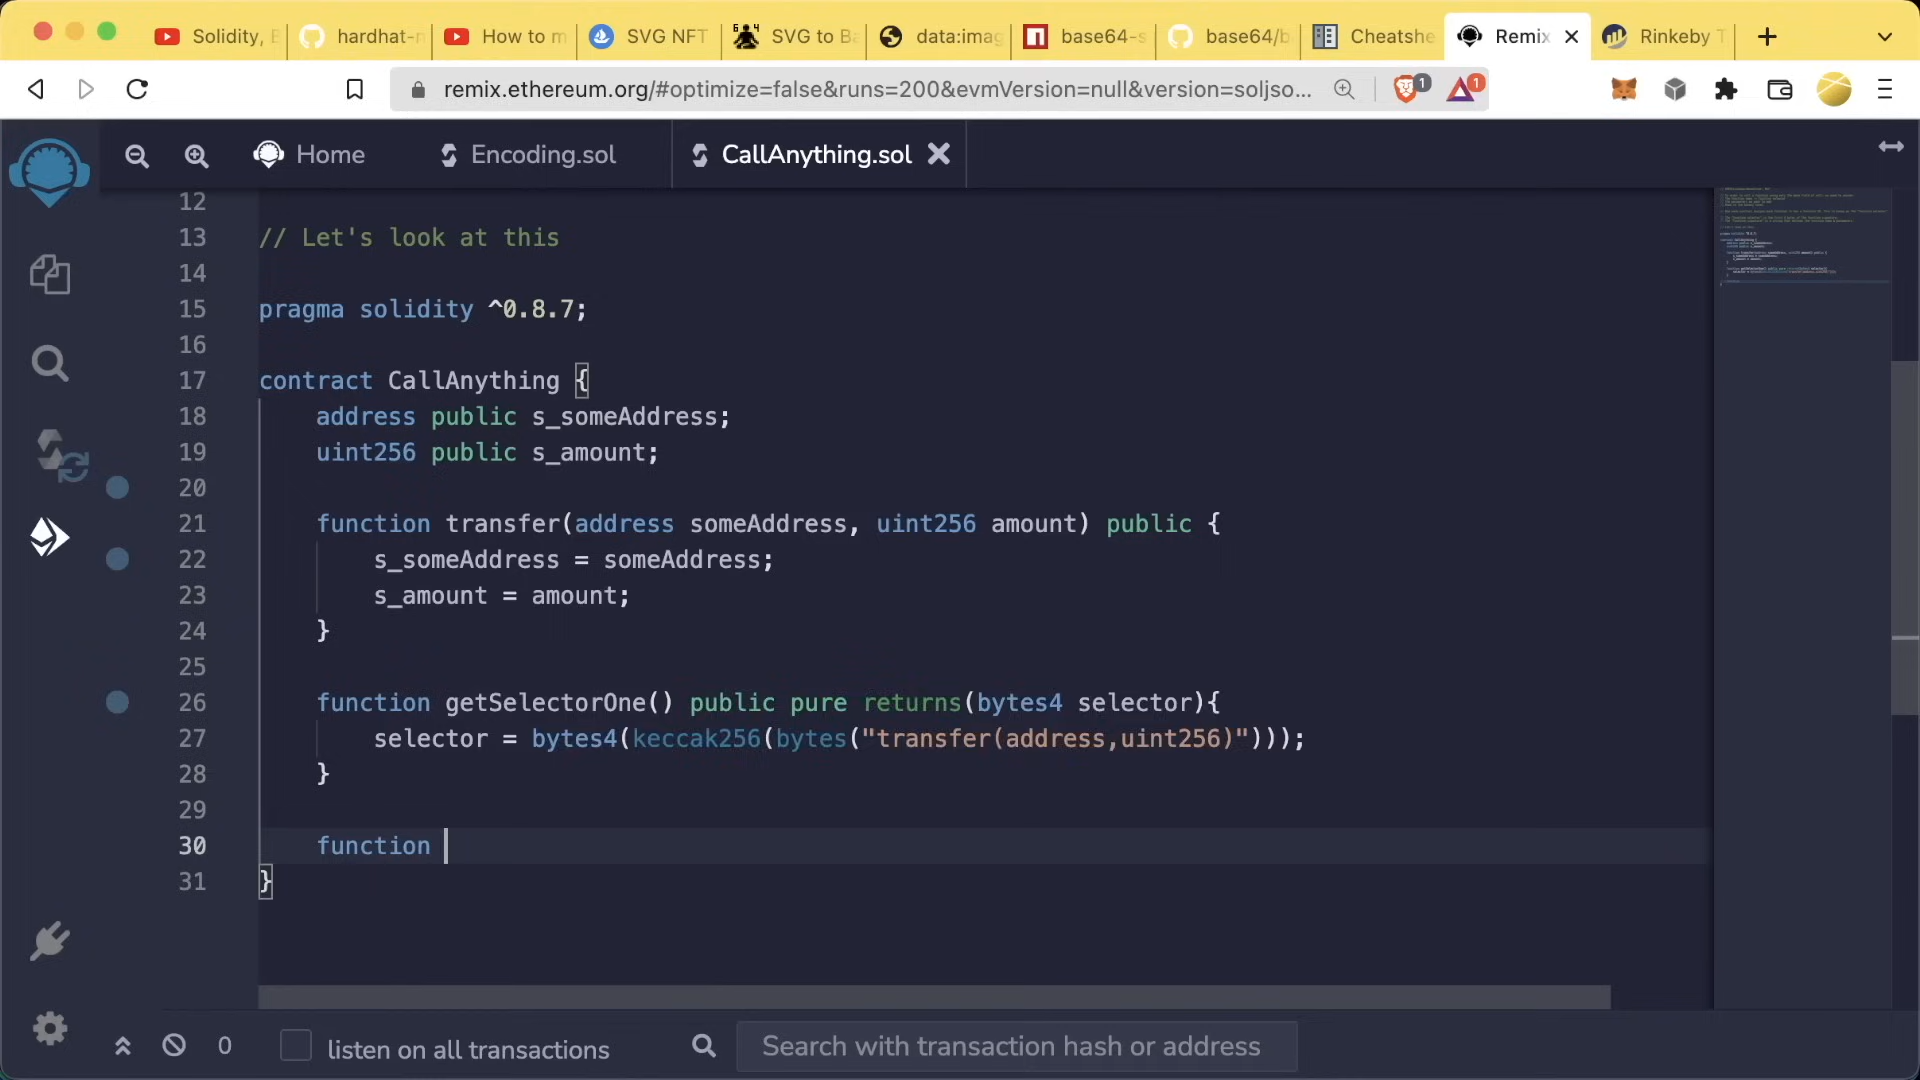 Solidity, B
hardhat-n
How to m
SVG NFT
SVG to Ba
data:imag
base64-s
base64/b
Cheatshe
Remix
Rinkeby T
remix.ethereum.org/#optimize=false&runs=200&evmVersion=null&version=soljso...
1
1
Home
Encoding.sol
CallAnything.sol
12
13 // Let's look at this
14
15 pragma solidity ^0.8.7;
16
17 contract CallAnything {
18 address public s_someAddress;
19 uint256 public s_amount;
20
21 function transfer(address someAddress, uint256 amount) public {
22 s_someAddress = someAddress;
23 s_amount = amount;
24 }
25
26 function getSelectorOne() public pure returns(bytes4 selector){
27 selector = bytes4(keccak256(bytes("transfer(address,uint256)")));
28 }
29
30 function
31 }
0
listen on all transactions
Search with transaction hash or address